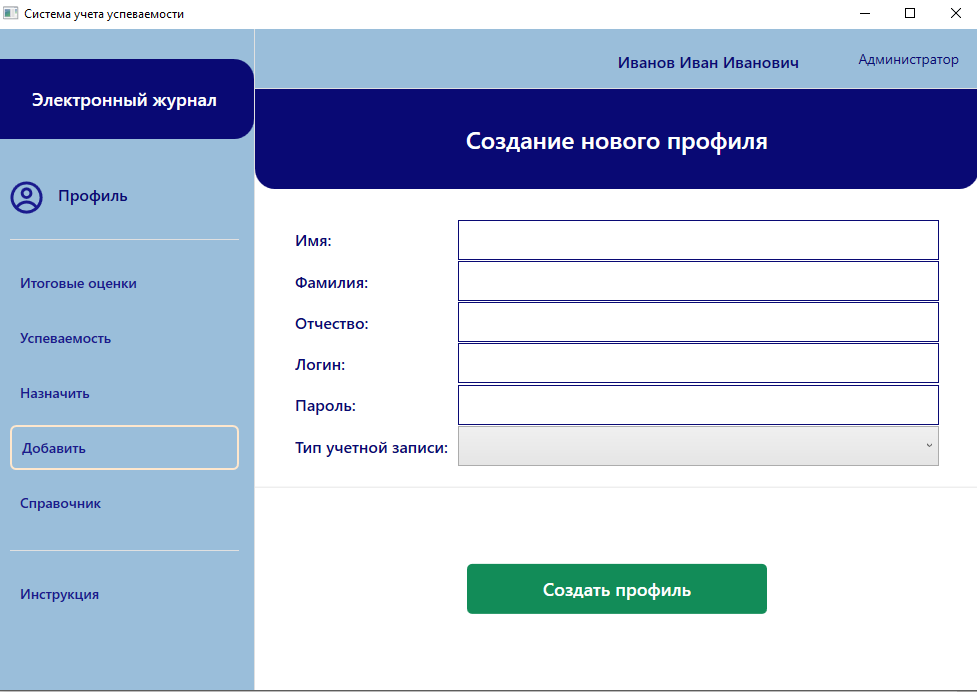 Система учета успеваемости
Иванов Иван Иванович
Администратор
Электронный журнал
Профиль
Итоговые оценки
Успеваемость
Назначить
Добавить
Справочник
Инструкция
Создание нового профиля
Имя:
Фамилия:
Отчество:
Логин:
Пароль:
Тип учетной записи:
Создать профиль